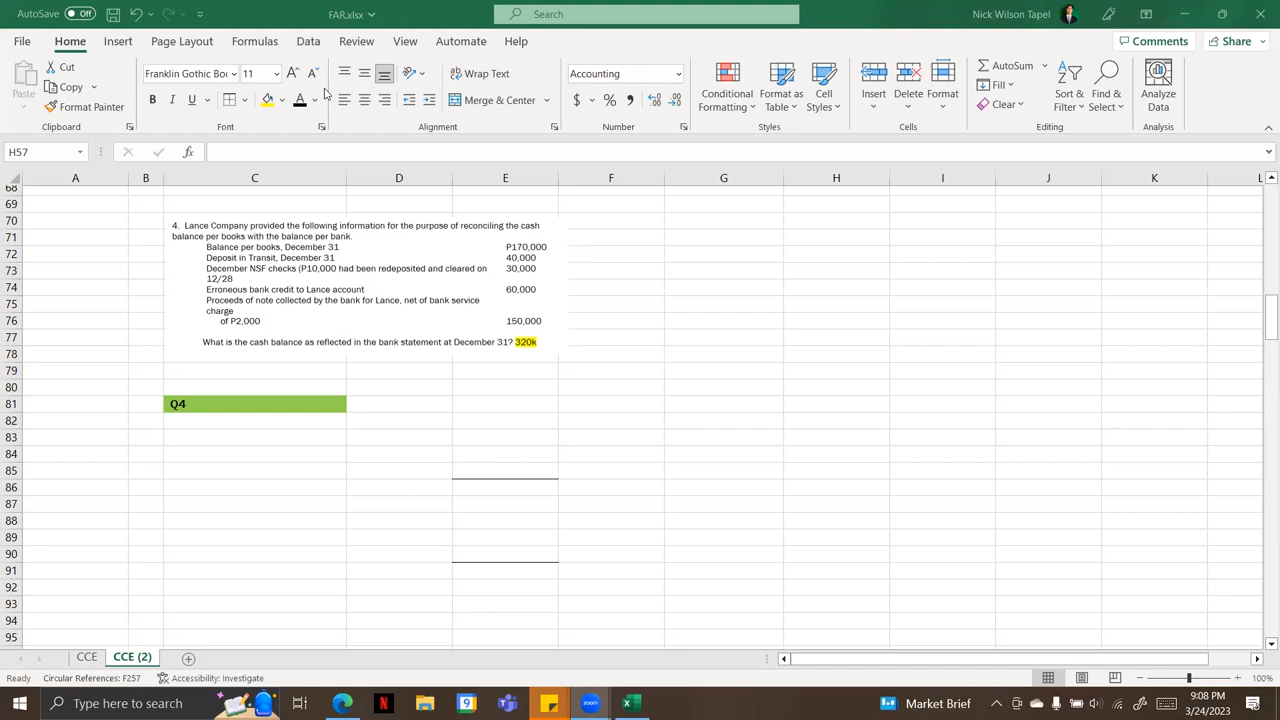 AutoSave Off FAR.xlsx Search Nick Wilson Tapel
File Home Insert Page Layout Formulas Data Review View Automate Help Comments Share
Paste Cut Copy Format Painter Clipboard
Franklin Gothic Boo 11 B I U A Font
Wrap Text Merge & Center Alignment
Accounting $ % Number
Conditional Formatting Format as Table Cell Styles Styles
Insert Delete Format Cells
AutoSum Fill Clear Sort & Filter Find & Select Editing
Analyze Data Analysis
H57 fx
A B C D E F G H I J K L
68
69
70
71
72
73
74
75
76
77
78
79
80
81
82
83
84
85
86
87
88
89
90
91
92
93
94
95
4. Lance Company provided the following information for the purpose of reconciling the cash
balance per books with the balance per bank.
Balance per books, December 31 P170,000
Deposit in Transit, December 31 40,000
December NSF checks (P10,000 had been redeposited and cleared on 30,000
12/28
Erroneous bank credit to Lance account 60,000
Proceeds of note collected by the bank for Lance, net of bank service
charge
of P2,000 150,000
What is the cash balance as reflected in the bank statement at December 31? 320k
Q4
CCE CCE (2)
Ready Circular References: F257 Accessibility: Investigate 100%
Type here to search Market Brief 9:08 PM
3/24/2023